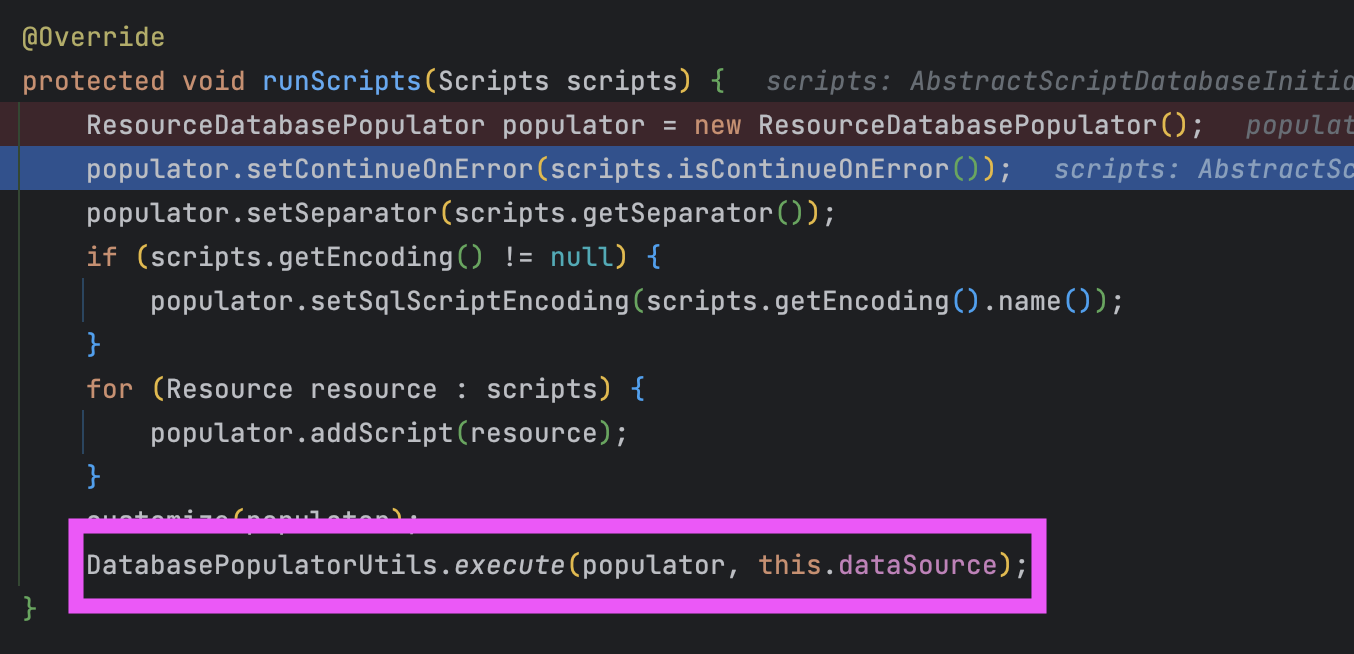 @Override
protected void runScripts(Scripts scripts) {   scripts: AbstractScriptDatabaseInitia
    ResourceDatabasePopulator populator = new ResourceDatabasePopulator();   populat
    populator.setContinueOnError(scripts.isContinueOnError());   scripts: AbstractSc
    populator.setSeparator(scripts.getSeparator());
    if (scripts.getEncoding() != null) {
        populator.setSqlScriptEncoding(scripts.getEncoding().name());
    }
    for (Resource resource : scripts) {
        populator.addScript(resource);
    }
    customize(populator);
    DatabasePopulatorUtils.execute(populator, this.dataSource);
}